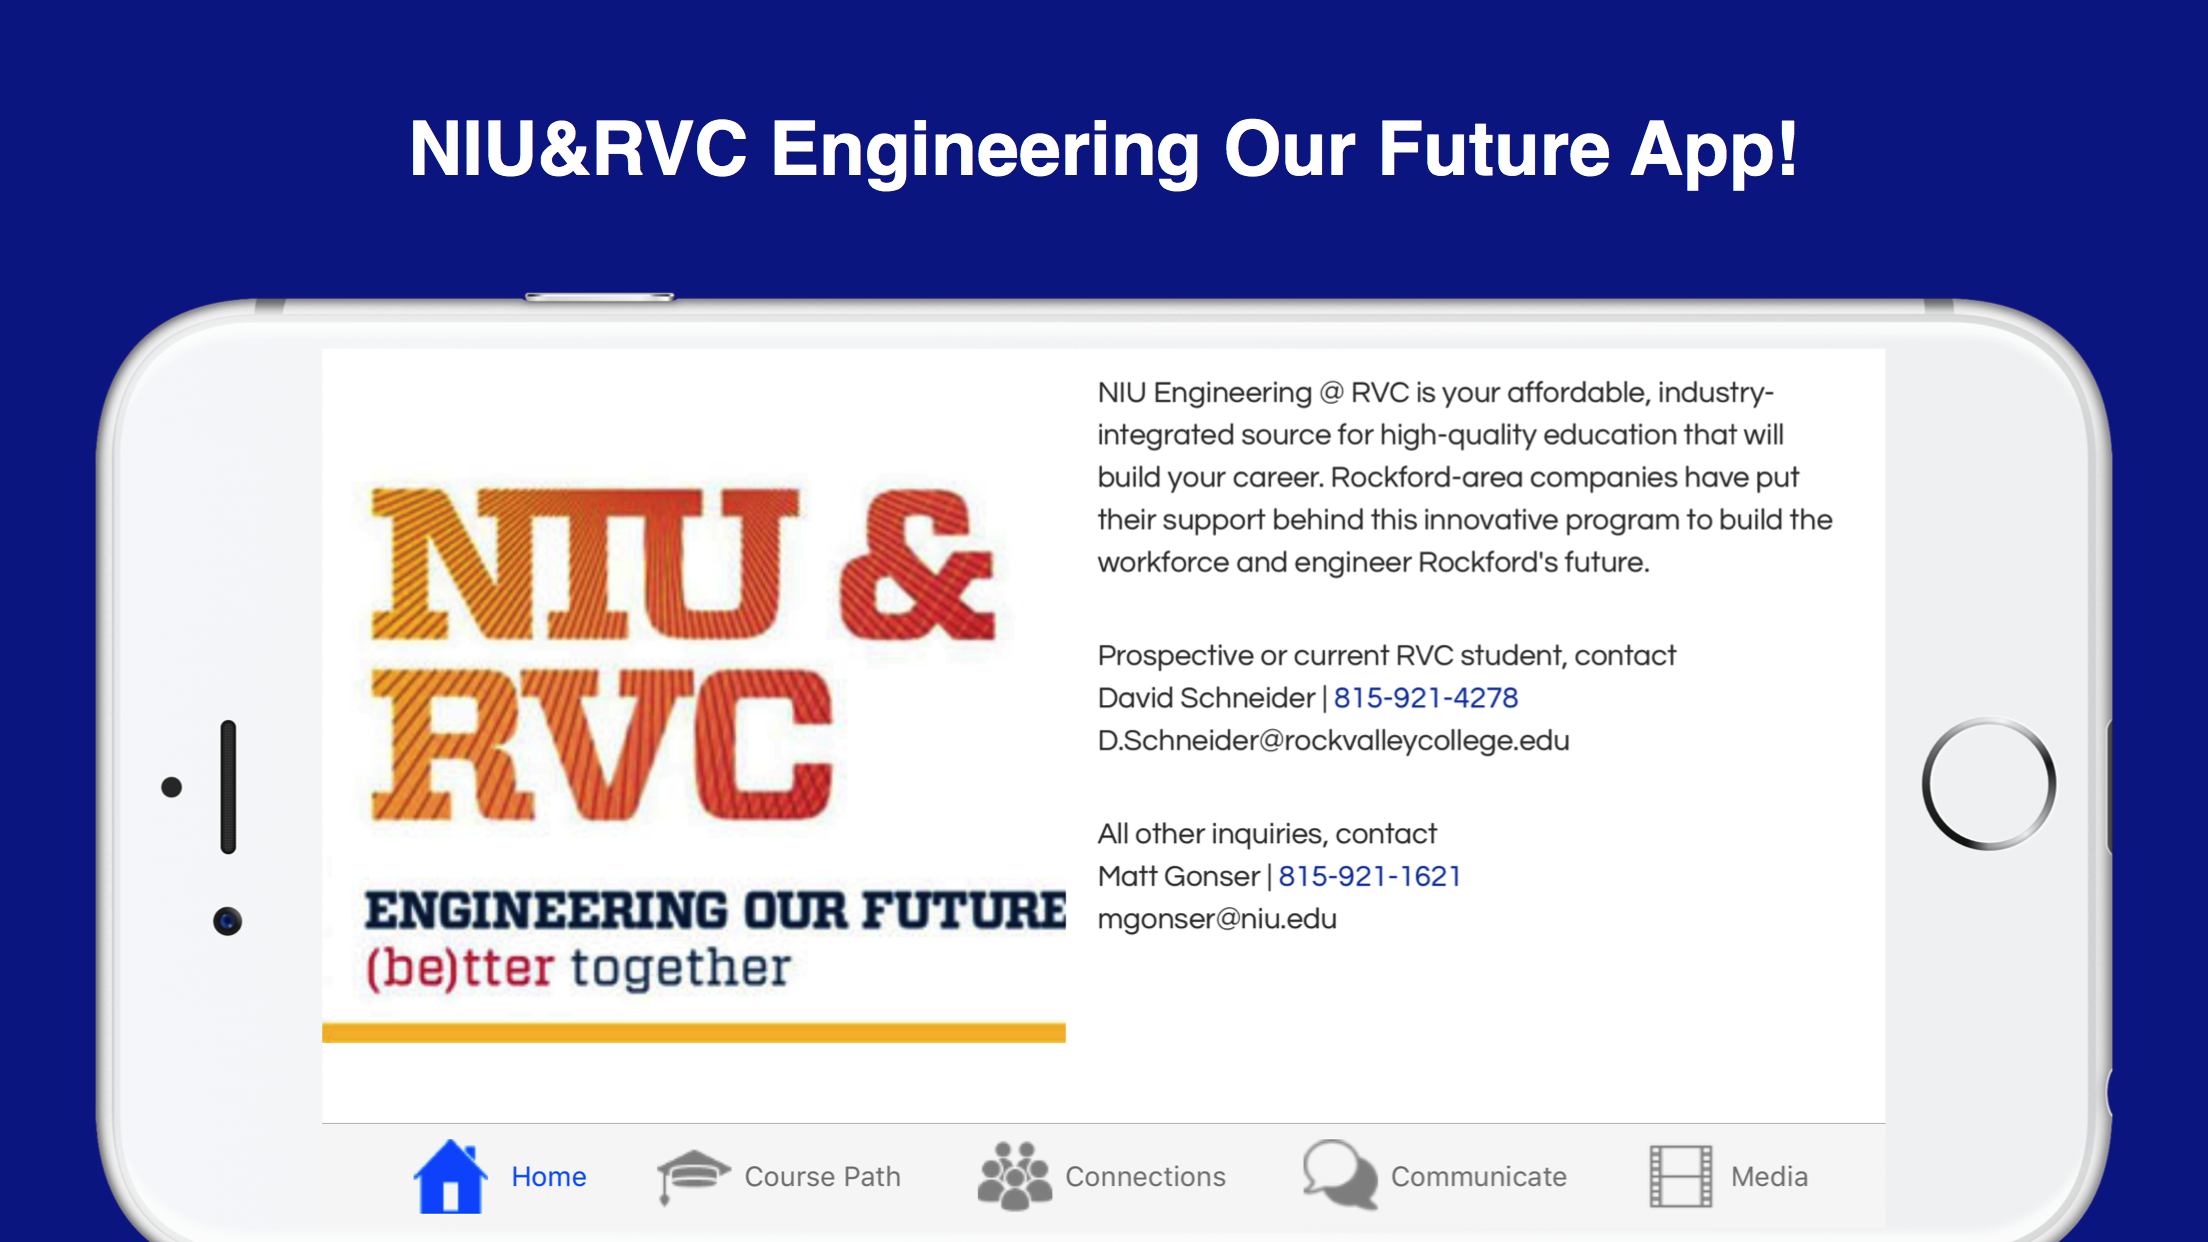 NIU&RVC Engineering Our Future App!
NIU &
RVC
ENGINEERING OUR FUTURE
(be)tter together
NIU Engineering @ RVC is your affordable, industry-
integrated source for high-quality education that will
build your career. Rockford-area companies have put
their support behind this innovative program to build the
workforce and engineer Rockford's future.
Prospective or current RVC student, contact
David Schneider | 815-921-4278
D.Schneider@rockvalleycollege.edu
All other inquiries, contact
Matt Gonser | 815-921-1621
mgonser@niu.edu
Home
Course Path
Connections
Communicate
Media